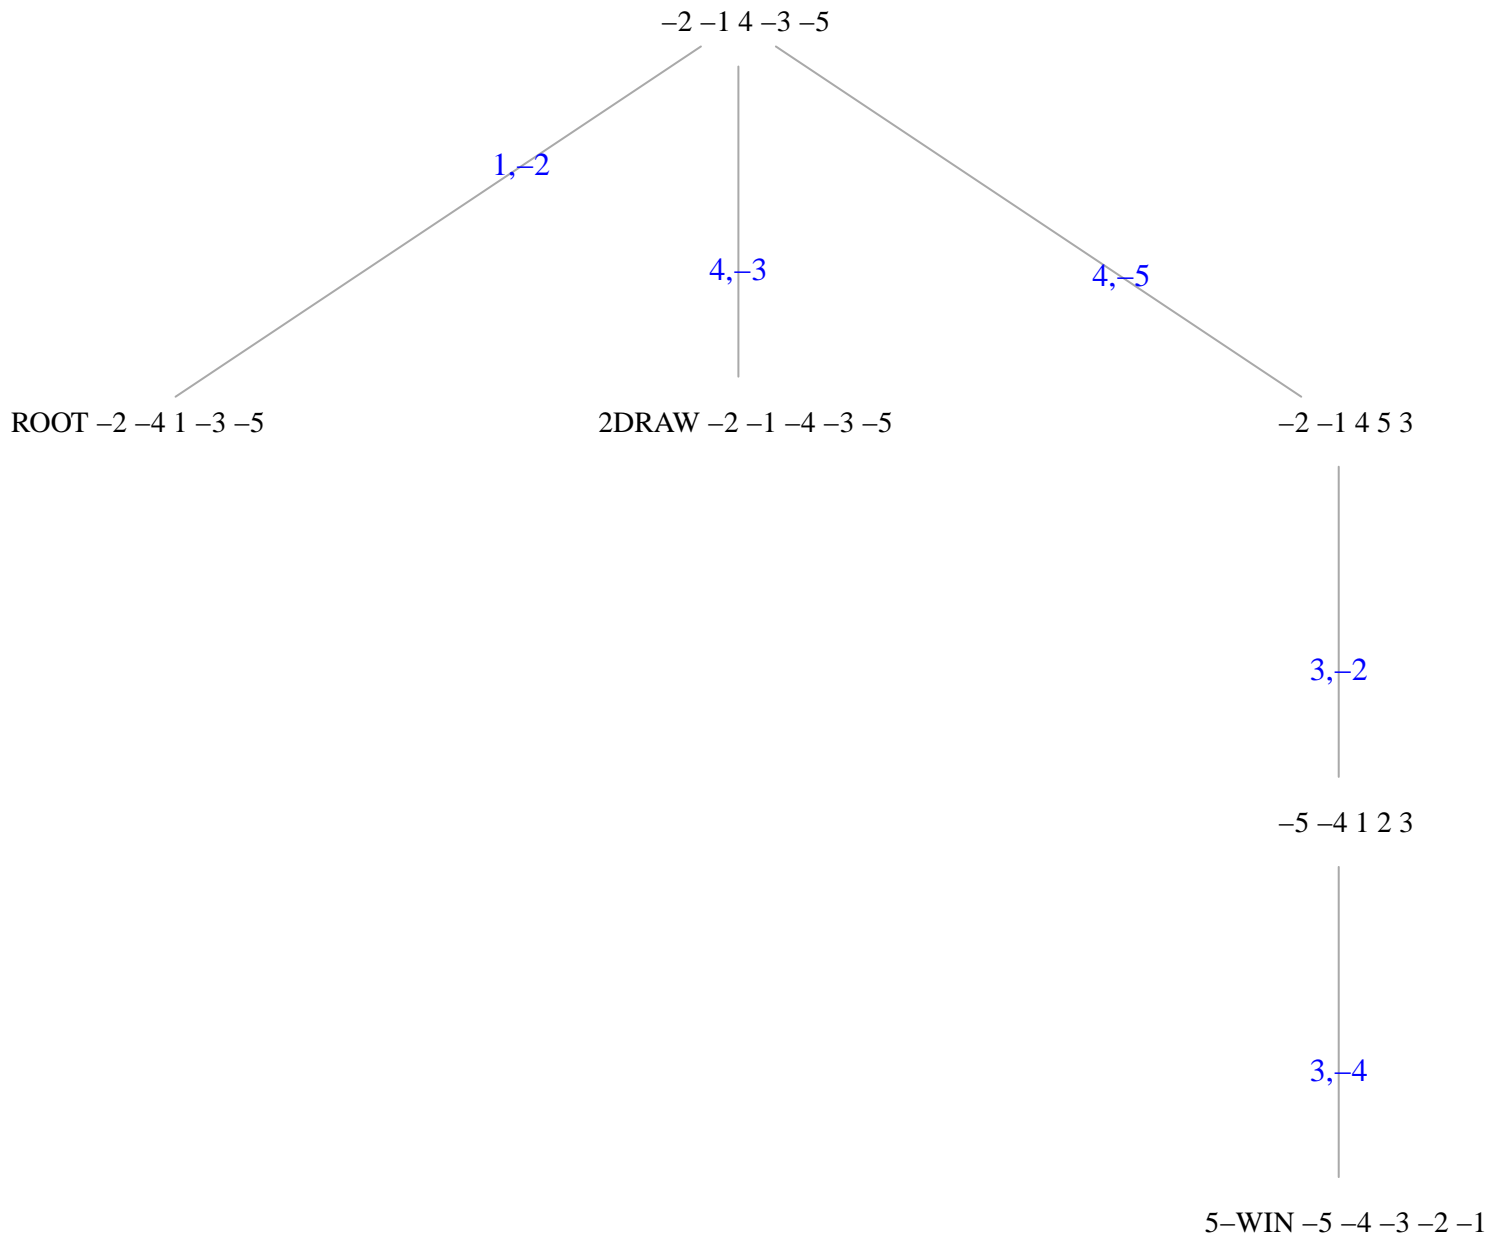 –2 –1 4 –3 –5
1,–2
4,–3
4,–5
ROOT –2 –4 1 –3 –5
2DRAW –2 –1 –4 –3 –5
–2 –1 4 5 3
3,–2
–5 –4 1 2 3
3,–4
5–WIN –5 –4 –3 –2 –1